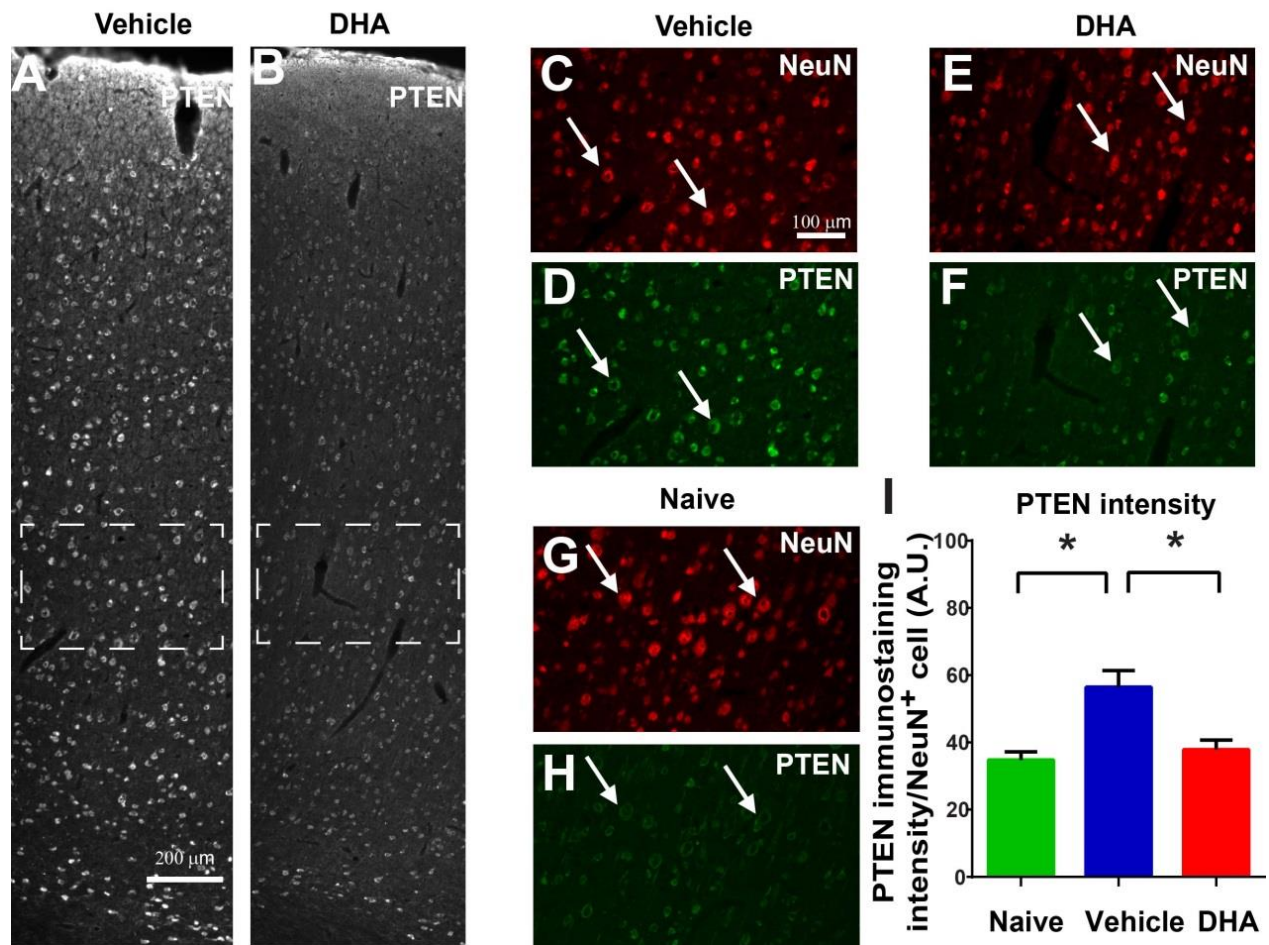 Vehicle
DHA
Vehicle
DHA
A
PTEN
B
PTEN
C
NeuN
100 µm
E
NeuN
D
PTEN
F
PTEN
200 µm
Naive
G
NeuN
H
PTEN
I
PTEN intensity
PTEN immunostaining
intensity/NeuN⁺ cell (A.U.)
100
80
60
40
20
0
*
*
Naive
Vehicle
DHA